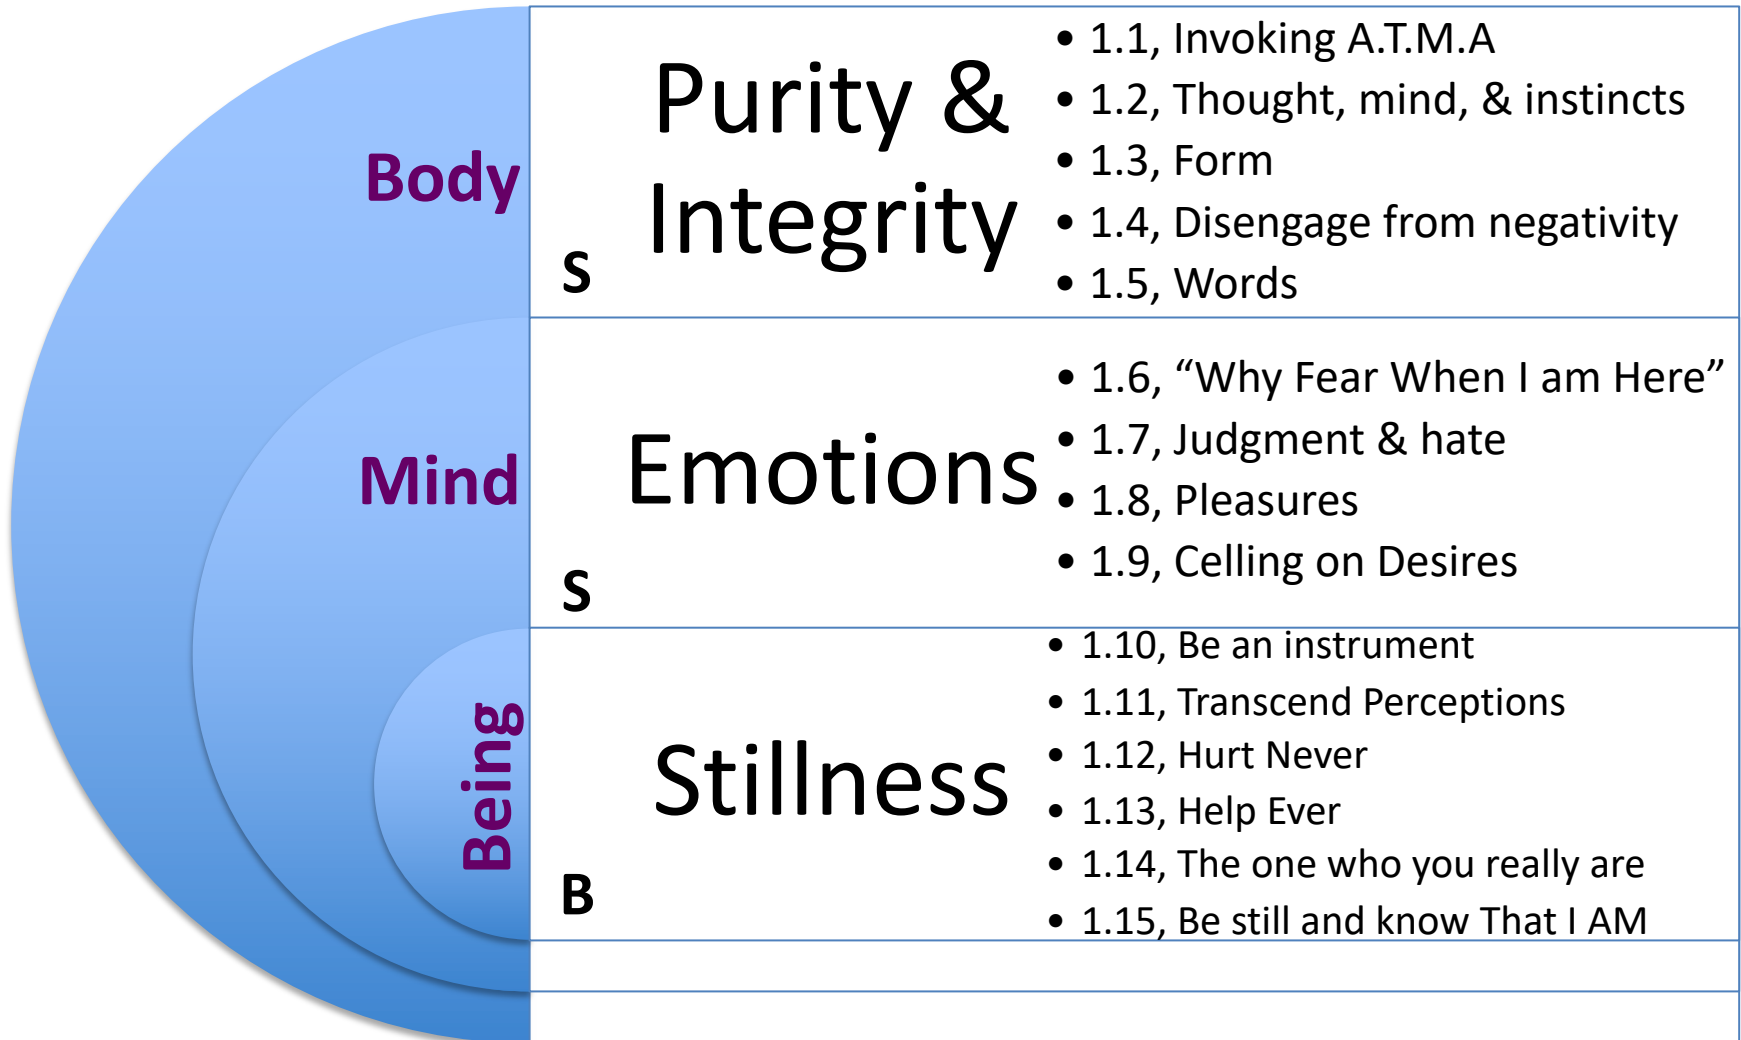 Body
Purity &
Integrity
S
• 1.1, Invoking A.T.M.A
• 1.2, Thought, mind, & instincts
• 1.3, Form
• 1.4, Disengage from negativity
• 1.5, Words
Mind
Emotions
S
• 1.6, “Why Fear When I am Here”
• 1.7, Judgment & hate
• 1.8, Pleasures
• 1.9, Celling on Desires
Being
Stillness
B
• 1.10, Be an instrument
• 1.11, Transcend Perceptions
• 1.12, Hurt Never
• 1.13, Help Ever
• 1.14, The one who you really are
• 1.15, Be still and know That I AM